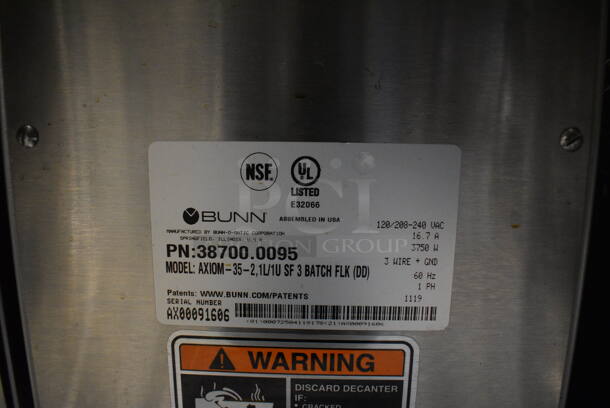 NSF.
UL
LISTED
E32066
BUNN
ASSEMBLED IN USA
MANUFACTURED BY BUNN-O-MATIC CORPORATION
SPRINGFIELD, ILLINOIS, U.S.A
PN:38700.0095
MODEL: AXIOM-35-2,1L/1U SF 3 BATCH FLK (DD)
Patents: WWW.BUNN.COM/PATENTS
SERIAL NUMBER
AX00091606
120/208-240 VAC
16.7 A
3750 W
3 WIRE + GND
60 Hz
1 PH
1119
PCI
AUCTION GROUP
WARNING
DISCARD DECANTER
IF:
• CRACKED